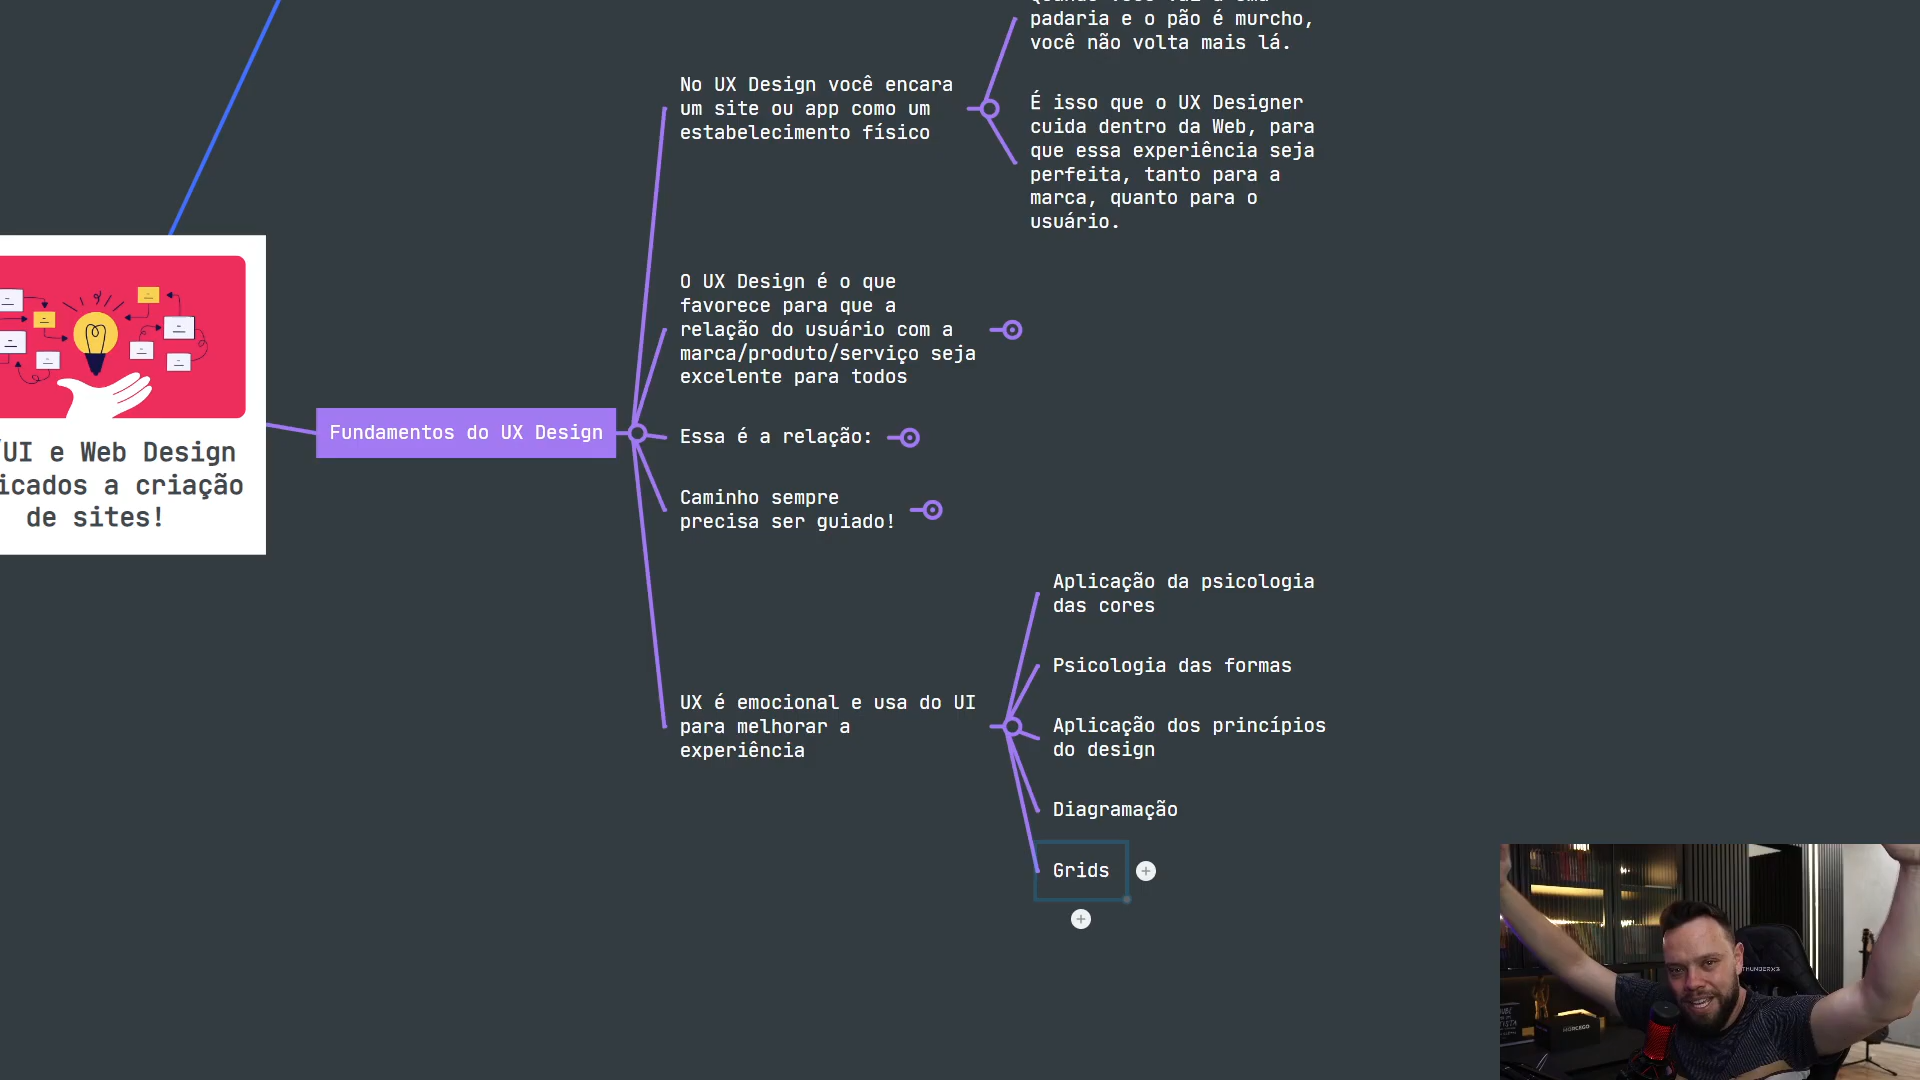 padaria e o pão é murcho,
você não volta mais lá.
No UX Design você encara
um site ou app como um
estabelecimento físico
É isso que o UX Designer
cuida dentro da Web, para
que essa experiência seja
perfeita, tanto para a
marca, quanto para o
usuário.
O UX Design é o que
favorece para que a
relação do usuário com a
marca/produto/serviço seja
excelente para todos
Fundamentos do UX Design
Essa é a relação:
Caminho sempre
precisa ser guiado!
UI e Web Design
icados a criação
de sites!
UX é emocional e usa do UI
para melhorar a
experiência
Aplicação da psicologia
das cores
Psicologia das formas
Aplicação dos princípios
do design
Diagramação
Grids
THUNDERX3
MORCEGO